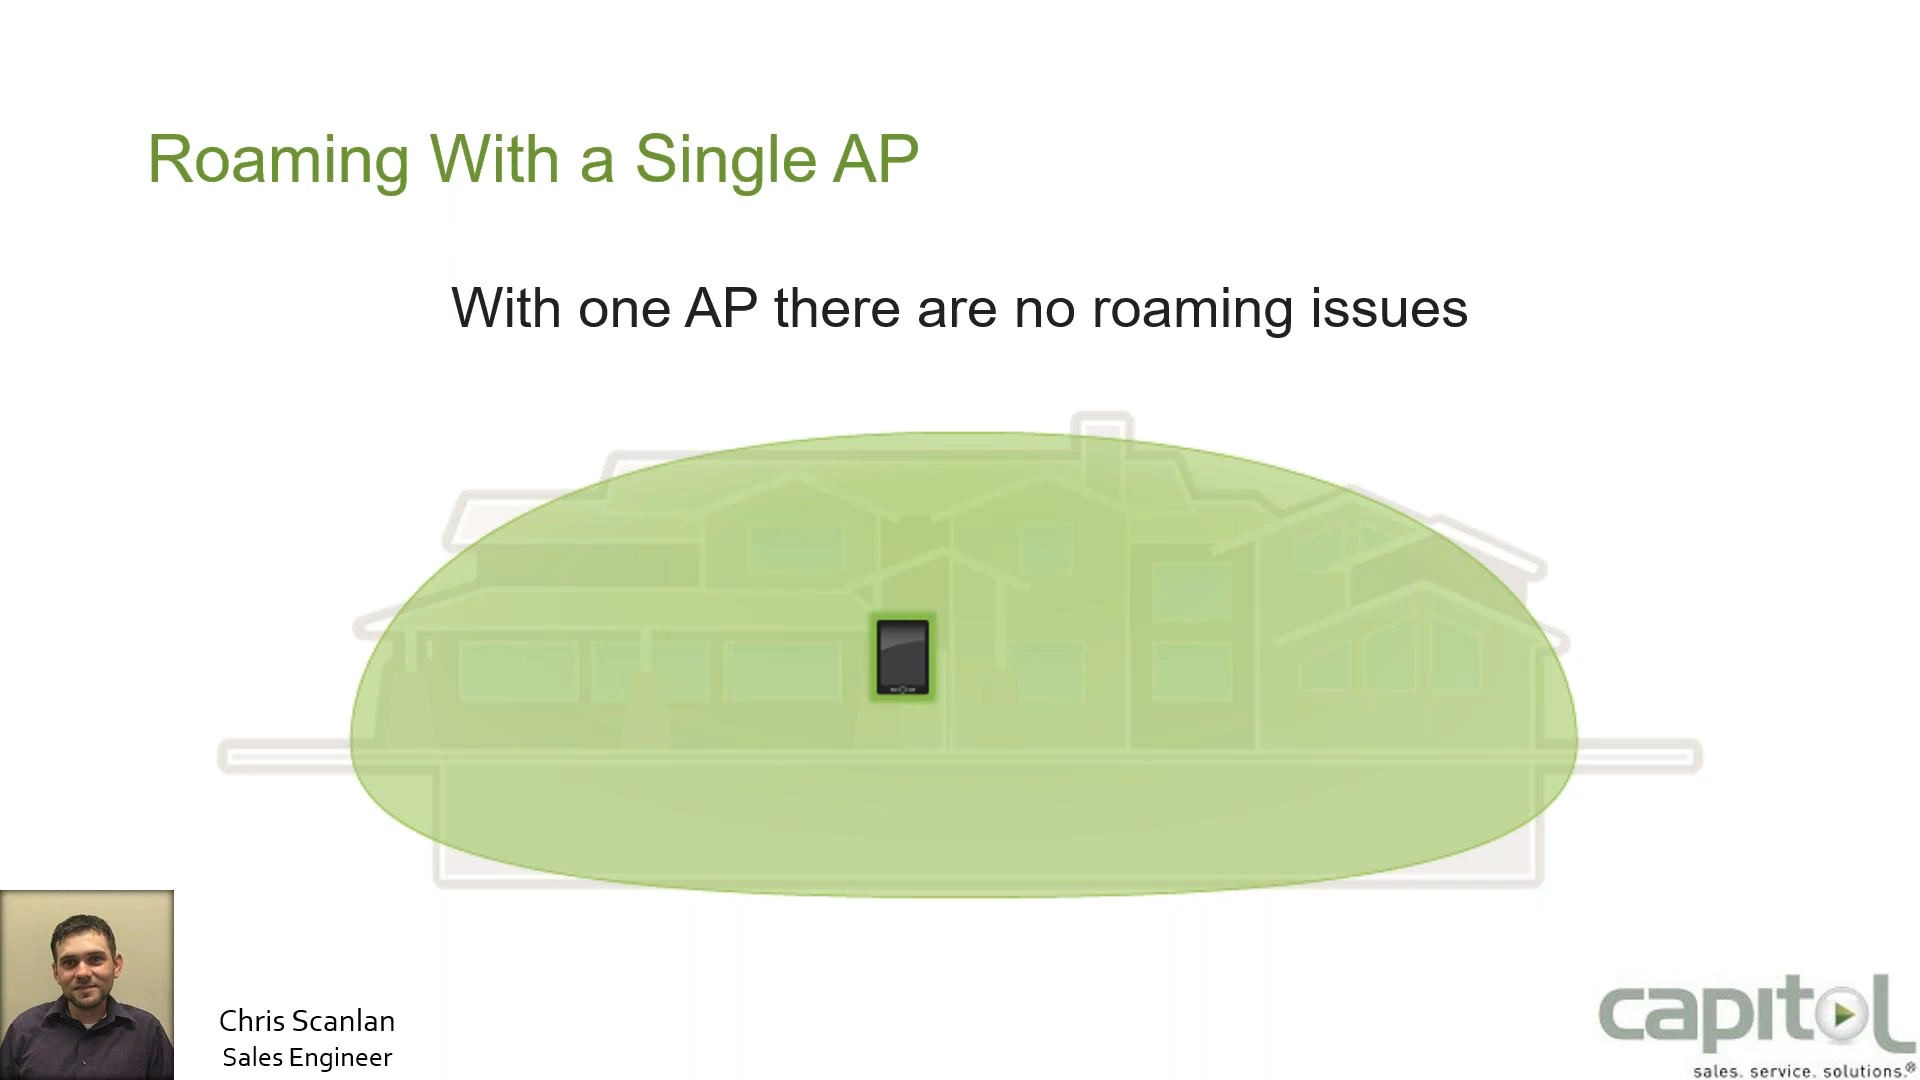 Roaming With a Single AP
With one AP there are no roaming issues
Chris Scanlan
Sales Engineer
capitol
sales. service. solutions.®